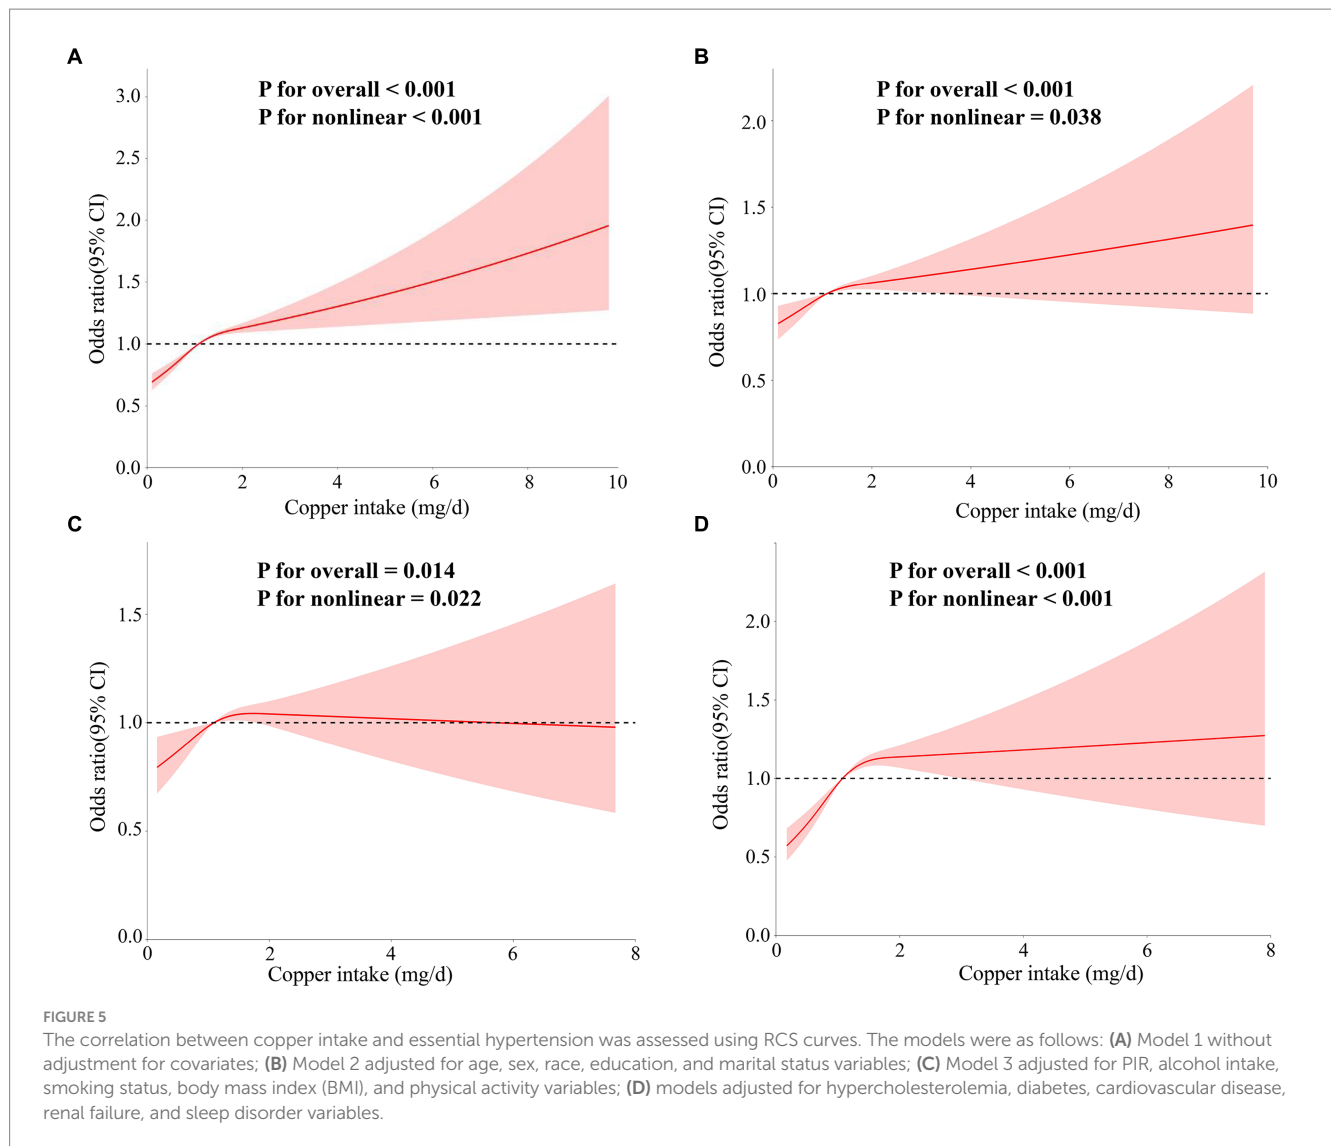 A
P for overall < 0.001
P for nonlinear < 0.001
Odds ratio(95% CI)
3.0
2.5
2.0
1.5
1.0
0.5
0.0
0 2 4 6 8 10
Copper intake (mg/d)
B
P for overall < 0.001
P for nonlinear = 0.038
Odds ratio(95% CI)
2.0
1.5
1.0
0.5
0.0
0 2 4 6 8 10
Copper intake (mg/d)
C
P for overall = 0.014
P for nonlinear = 0.022
Odds ratio(95% CI)
1.5
1.0
0.5
0.0
0 2 4 6 8
Copper intake (mg/d)
D
P for overall < 0.001
P for nonlinear < 0.001
Odds ratio(95% CI)
2.0
1.5
1.0
0.5
0.0
0 2 4 6 8
Copper intake (mg/d)
FIGURE 5
The correlation between copper intake and essential hypertension was assessed using RCS curves. The models were as follows: (A) Model 1 without
adjustment for covariates; (B) Model 2 adjusted for age, sex, race, education, and marital status variables; (C) Model 3 adjusted for PIR, alcohol intake,
smoking status, body mass index (BMI), and physical activity variables; (D) models adjusted for hypercholesterolemia, diabetes, cardiovascular disease,
renal failure, and sleep disorder variables.